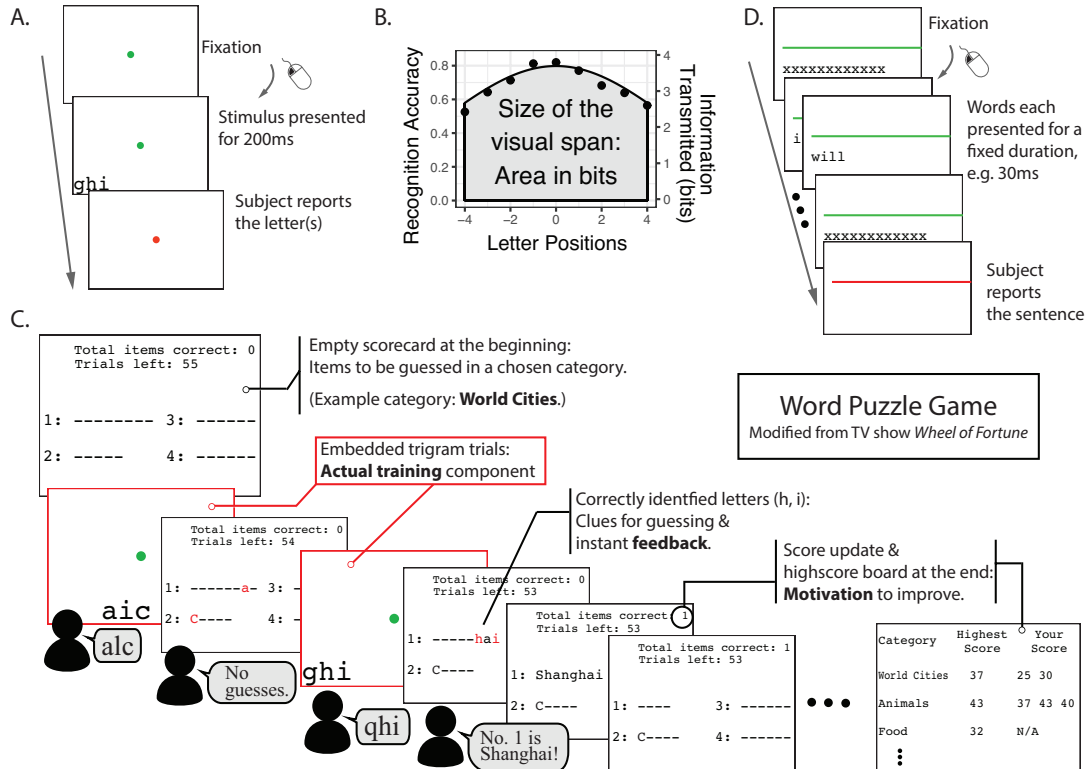 A.
Fixation
Stimulus presented
for 200ms
ghi
Subject reports
the letter(s)
B.
Recognition Accuracy
0.8
0.6
0.4
0.2
0.0
Size of the
visual span:
Area in bits
4
3
2
1
0
Information
Transmitted (bits)
−4 −2 0 2 4
Letter Positions
D.
Fixation
xxxxxxxxxxxx
i
will
Words each
presented for a
fixed duration,
e.g. 30ms
xxxxxxxxxxxx
Subject
reports
the sentence
C.
Total items correct: 0
Trials left: 55
1: -------- 3: ------
2: ----- 4: ------
Empty scorecard at the beginning:
Items to be guessed in a chosen category.
(Example category: World Cities.)
Word Puzzle Game
Modified from TV show Wheel of Fortune
Embedded trigram trials:
Actual training component
aic
alc
Total items correct: 0
Trials left: 54
1: ------a- 3: -
2: C---- 4: -
No
guesses.
ghi
qhi
Correctly identfied letters (h, i):
Clues for guessing &
instant feedback.
Total items correct: 0
Trials left: 53
1: -----hai
2: C----
No. 1 is
Shanghai!
Total items correct: 1
Trials left: 53
1: Shanghai
2: C----
Score update &
highscore board at the end:
Motivation to improve.
Total items correct: 1
Trials left: 53
1: ---- 3: ------
2: C---- 4: ------
Category Highest Score Your Score
World Cities 37 25 30
Animals 43 37 43 40
Food 32 N/A